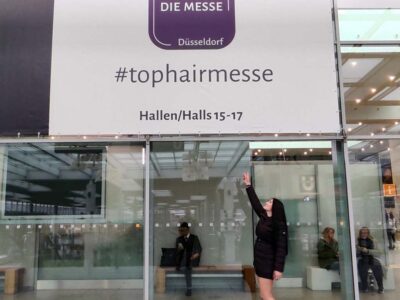 DIE MESSE
Düsseldorf
#tophairmesse
Hallen/Halls 15-17